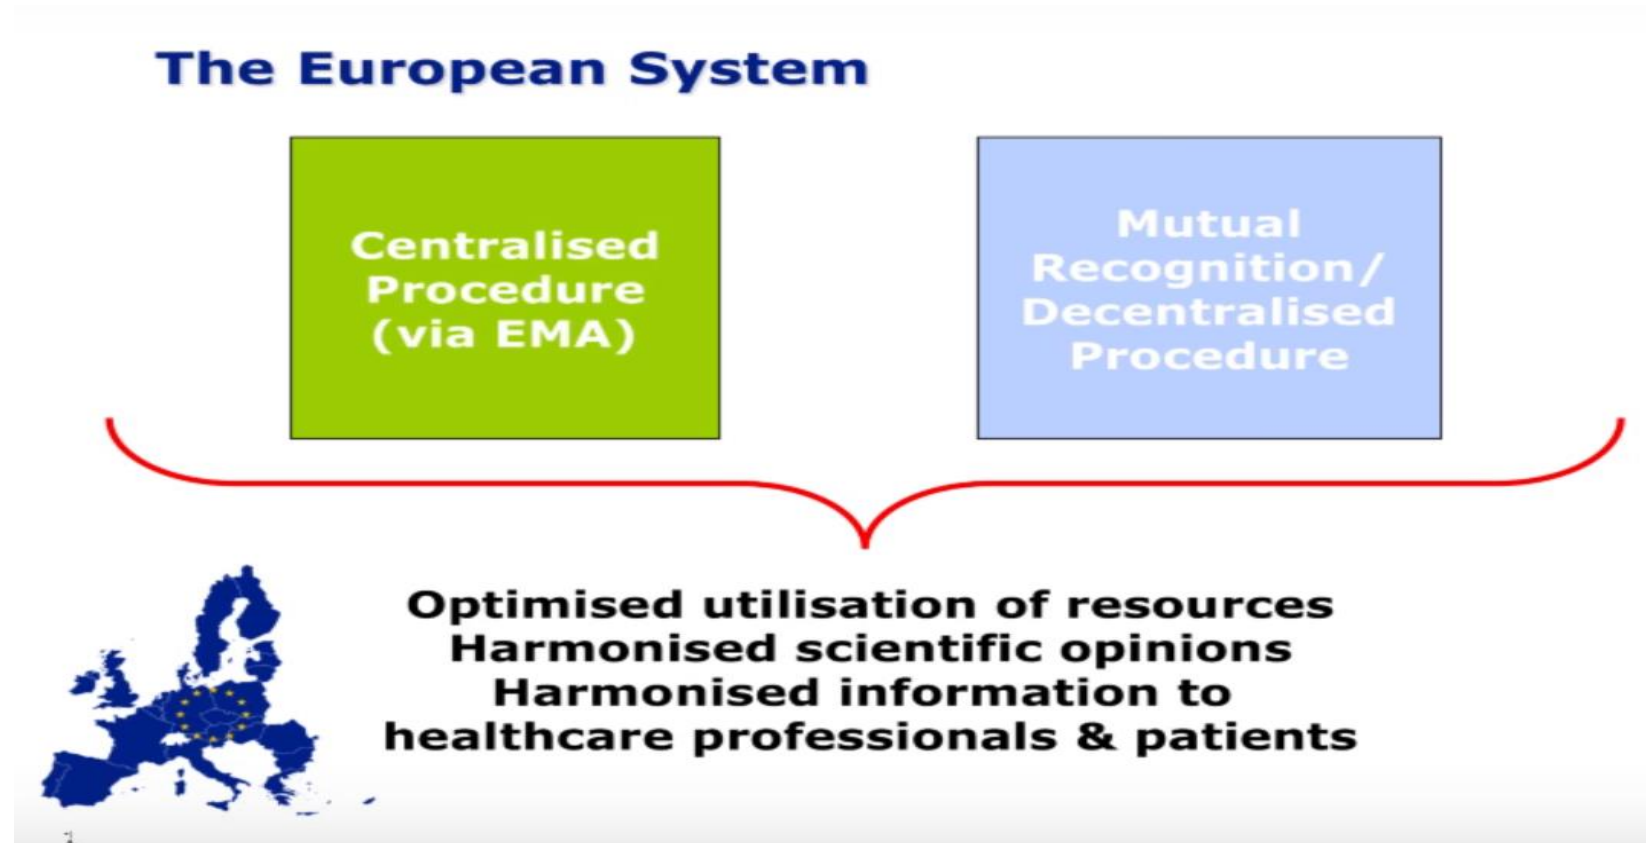 The European System
Centralised
Procedure
(via EMA)
Mutual
Recognition/
Decentralised
Procedure
Optimised utilisation of resources
Harmonised scientific opinions
Harmonised information to
healthcare professionals & patients